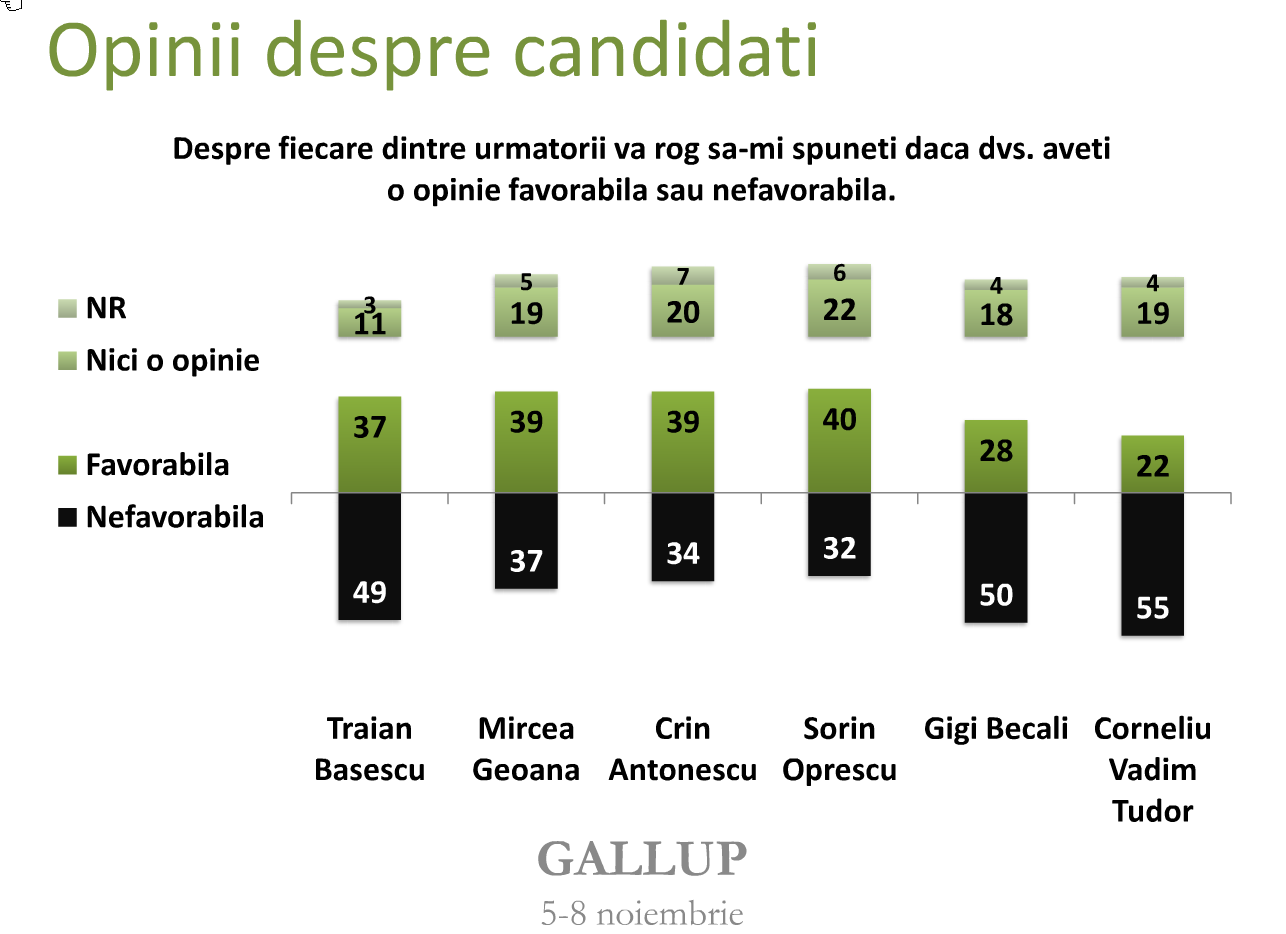 Opinii despre candidati
Despre fiecare dintre urmatorii va rog sa-mi spuneti daca dvs. aveti
o opinie favorabila sau nefavorabila.
NR
Nici o opinie
Favorabila
Nefavorabila
3 5 7 6 4 4
11 19 20 22 18 19
37 39 39 40 28 22
49 37 34 32 50 55
Traian Mircea Crin Sorin Gigi Becali Corneliu
Basescu Geoana Antonescu Oprescu Vadim
Tudor
GALLUP
5-8 noiembrie